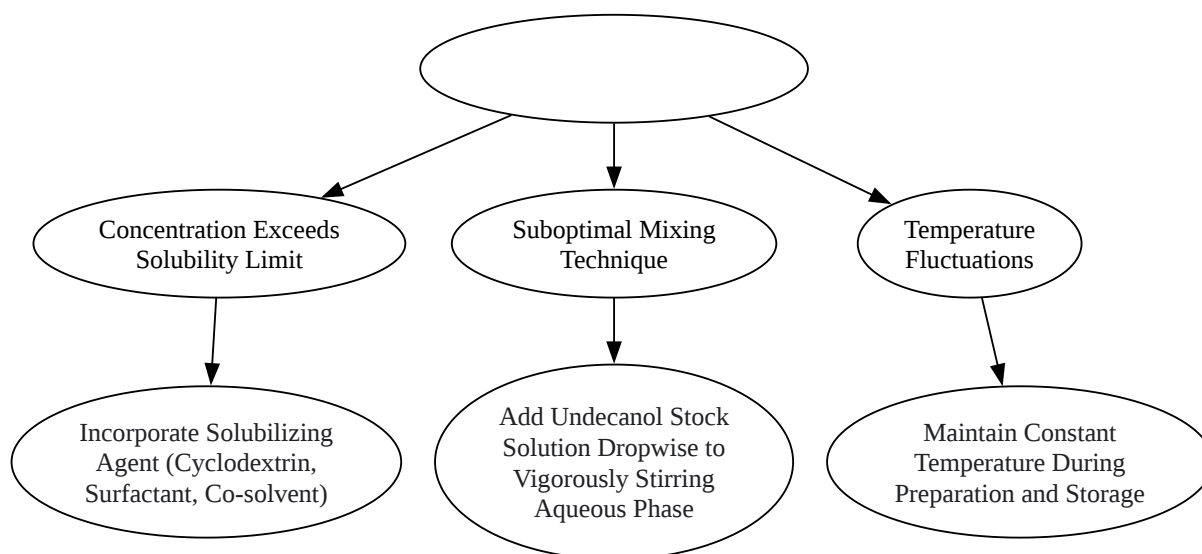 Concentration Exceeds
Solubility Limit
Suboptimal Mixing
Technique
Temperature
Fluctuations
Incorporate Solubilizing
Agent (Cyclodextrin,
Surfactant, Co-solvent)
Add Undecanol Stock
Solution Dropwise to
Vigorously Stirring
Aqueous Phase
Maintain Constant
Temperature During
Preparation and Storage